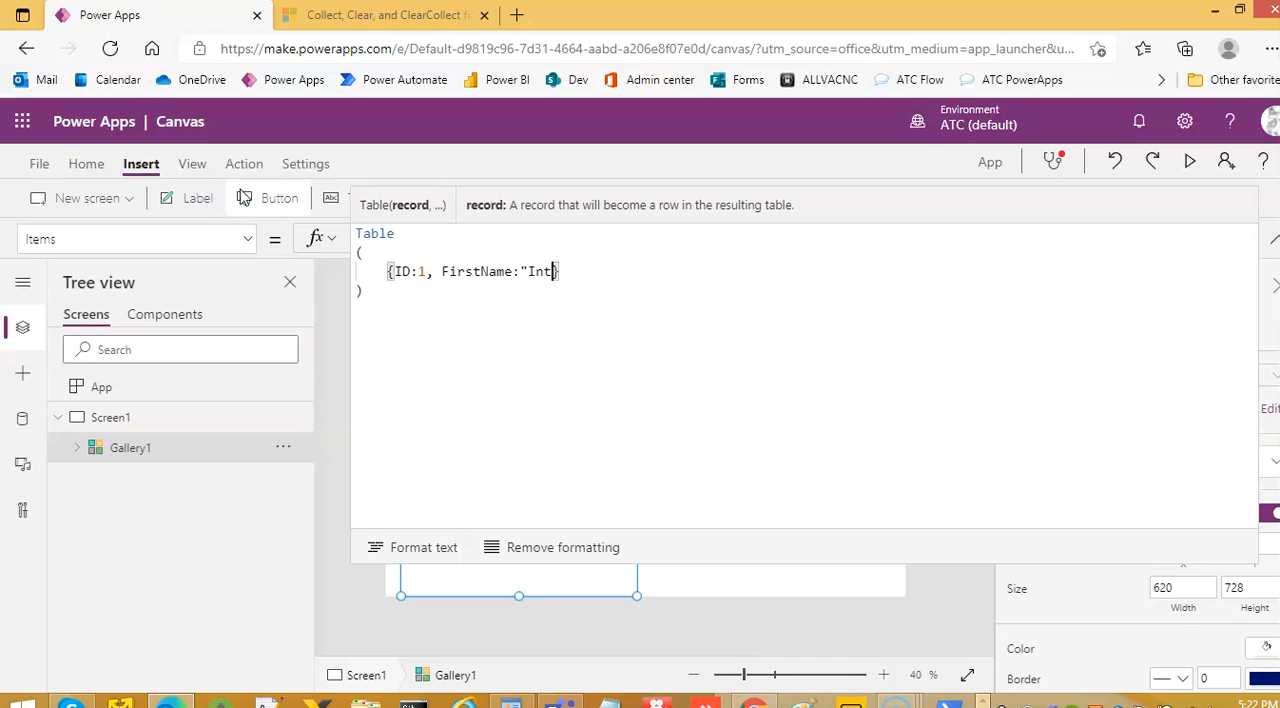 Power Apps
Collect, Clear, and ClearCollect f
https://make.powerapps.com/e/Default-d9819c96-7d31-4664-aabd-a206e8f07e0d/canvas/?utm_source=office&utm_medium=app_launcher&u...
Mail Calendar OneDrive Power Apps Power Automate Power BI Dev Admin center Forms ALLVACNC ATC Flow ATC PowerApps Other favorite
Environment
Power Apps | Canvas ATC (default)
File Home Insert View Action Settings App
New screen Label Button Abc
Table(record, ...) record: A record that will become a row in the resulting table.
Items = fx
Table
(
{ID:1, FirstName:"Int}
)
Tree view
Screens Components
Search
App
Screen1
Gallery1 ...
Edi
Format text Remove formatting
Size 620 728
Width Height
Color
Border 0
Screen1 Gallery1 40 %
5:22 PM